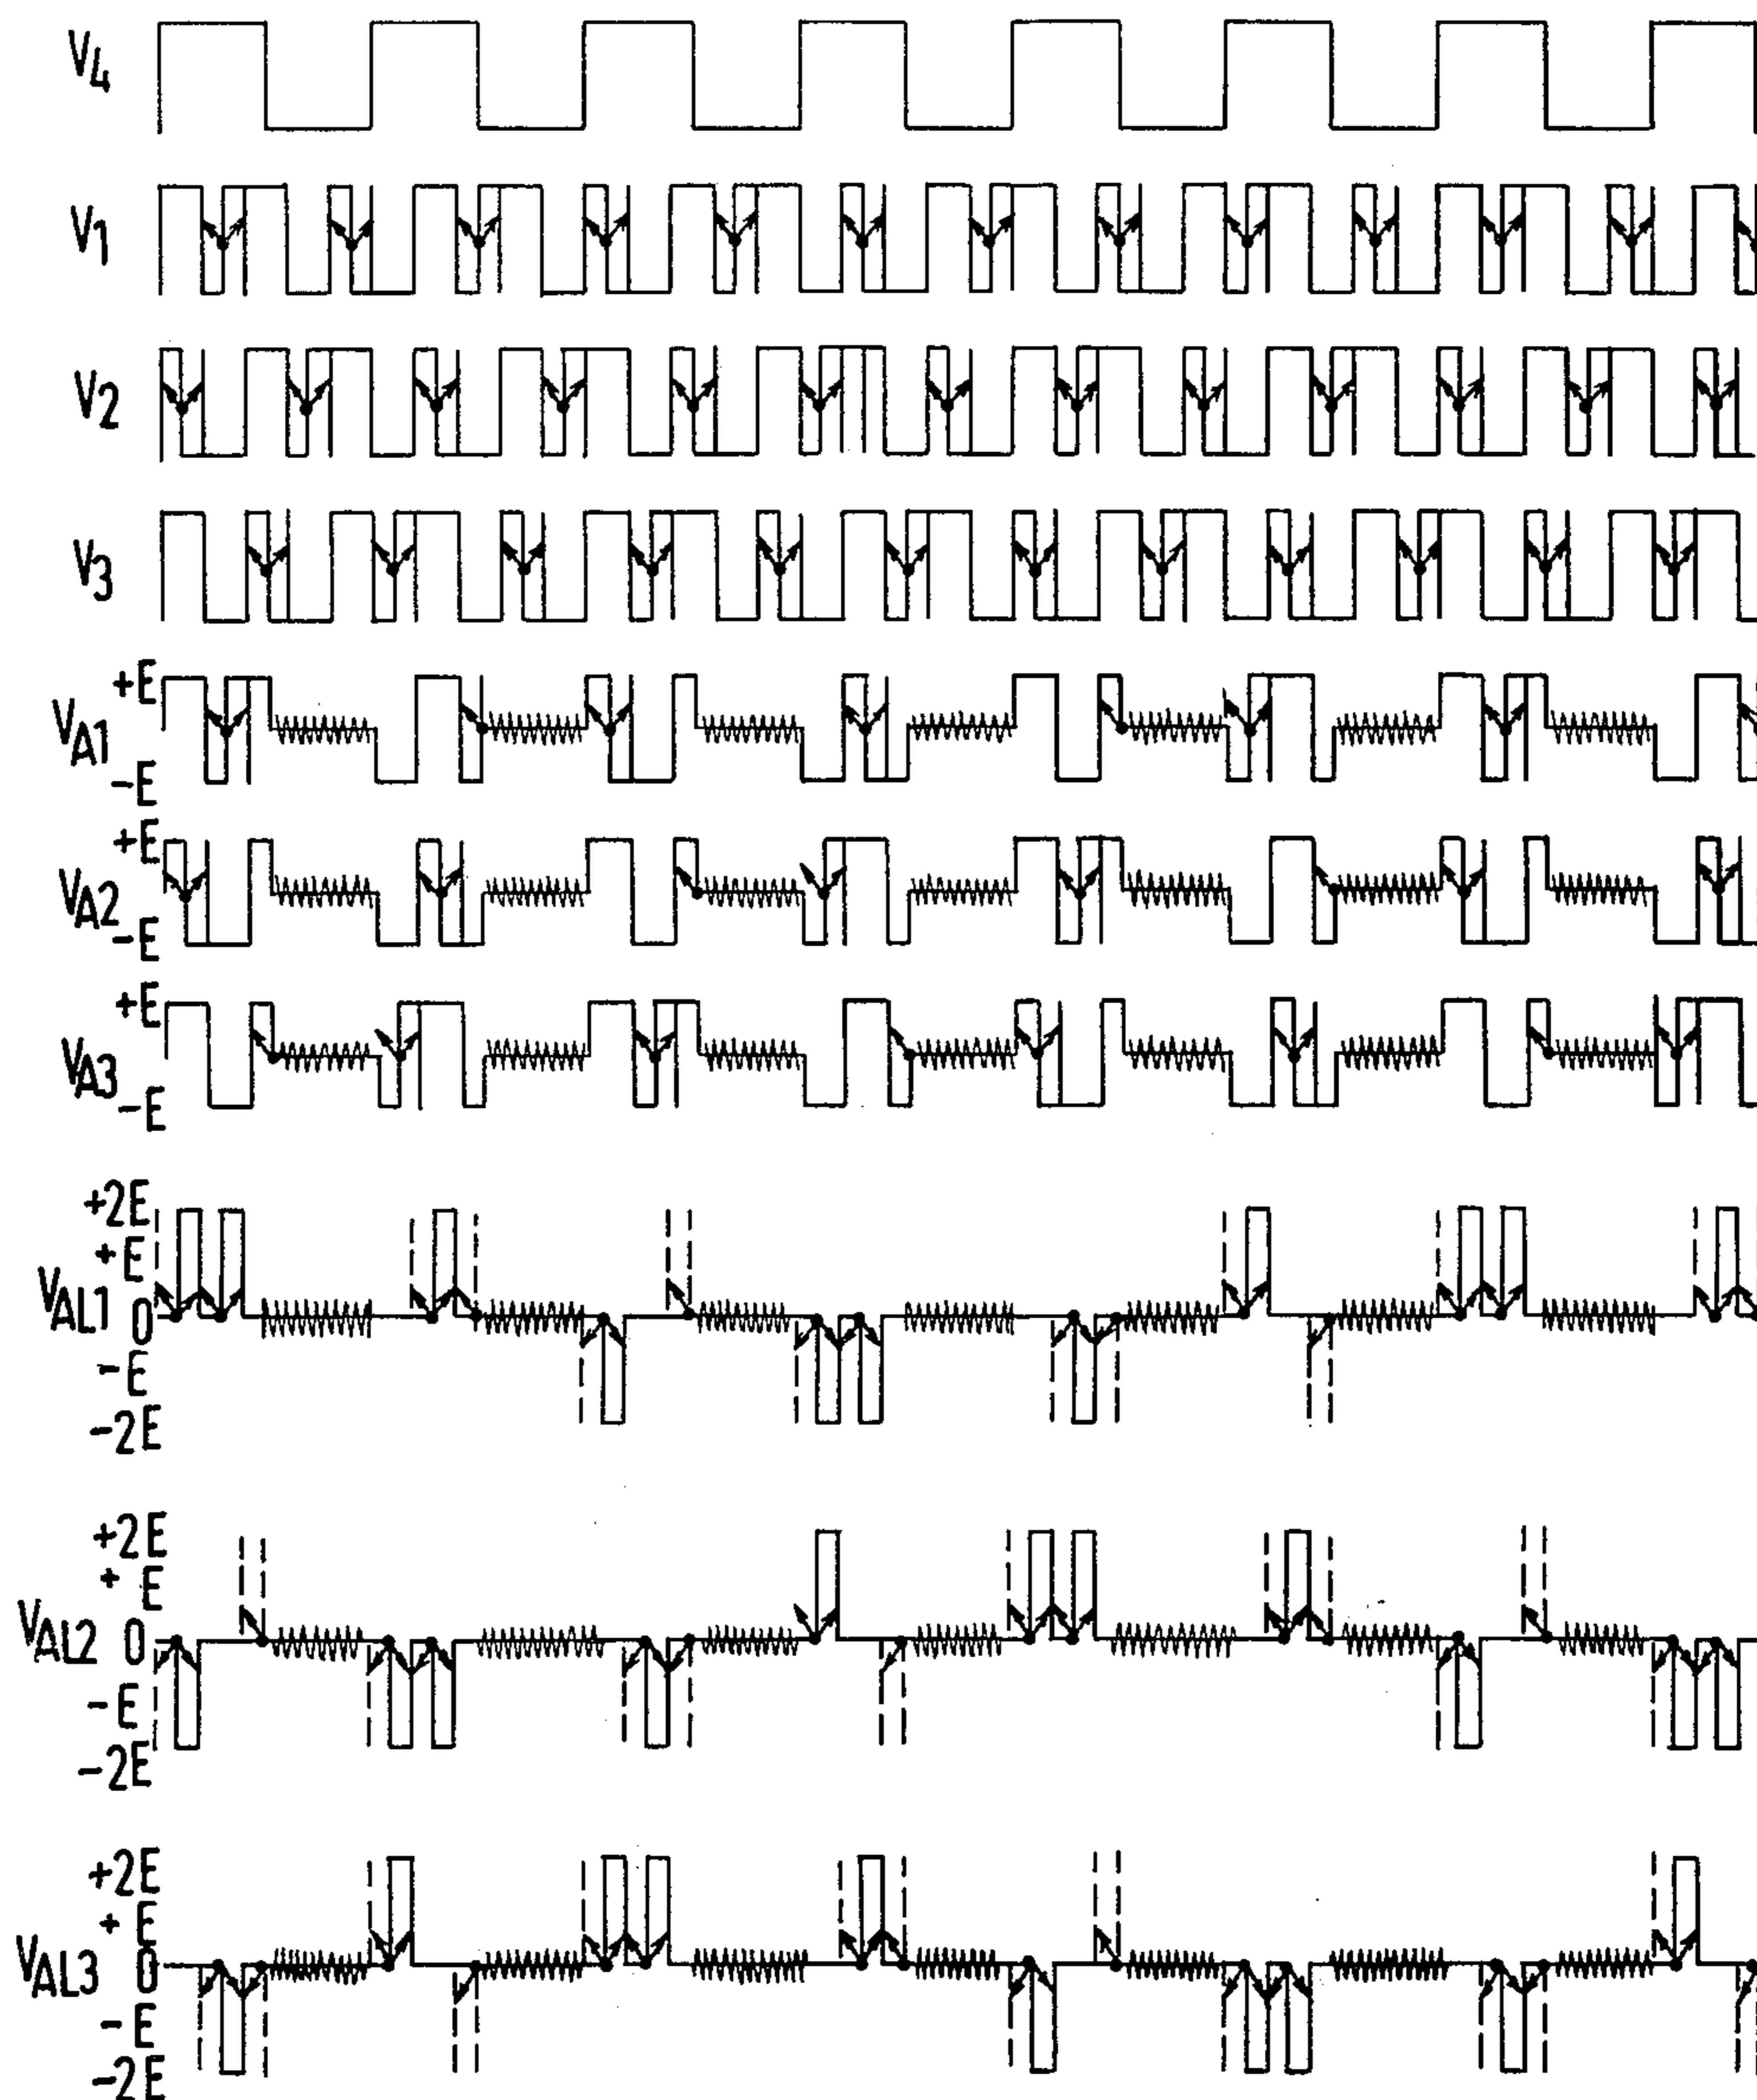 V4
V1
V2
V3
+E
VA1
-E
+E
VA2
-E
+E
VA3
-E
+2E
+E
VAL1 0
-E
-2E
+2E
+E
VAL2 0
-E
-2E
+2E
+E
VAL3 0
-E
-2E